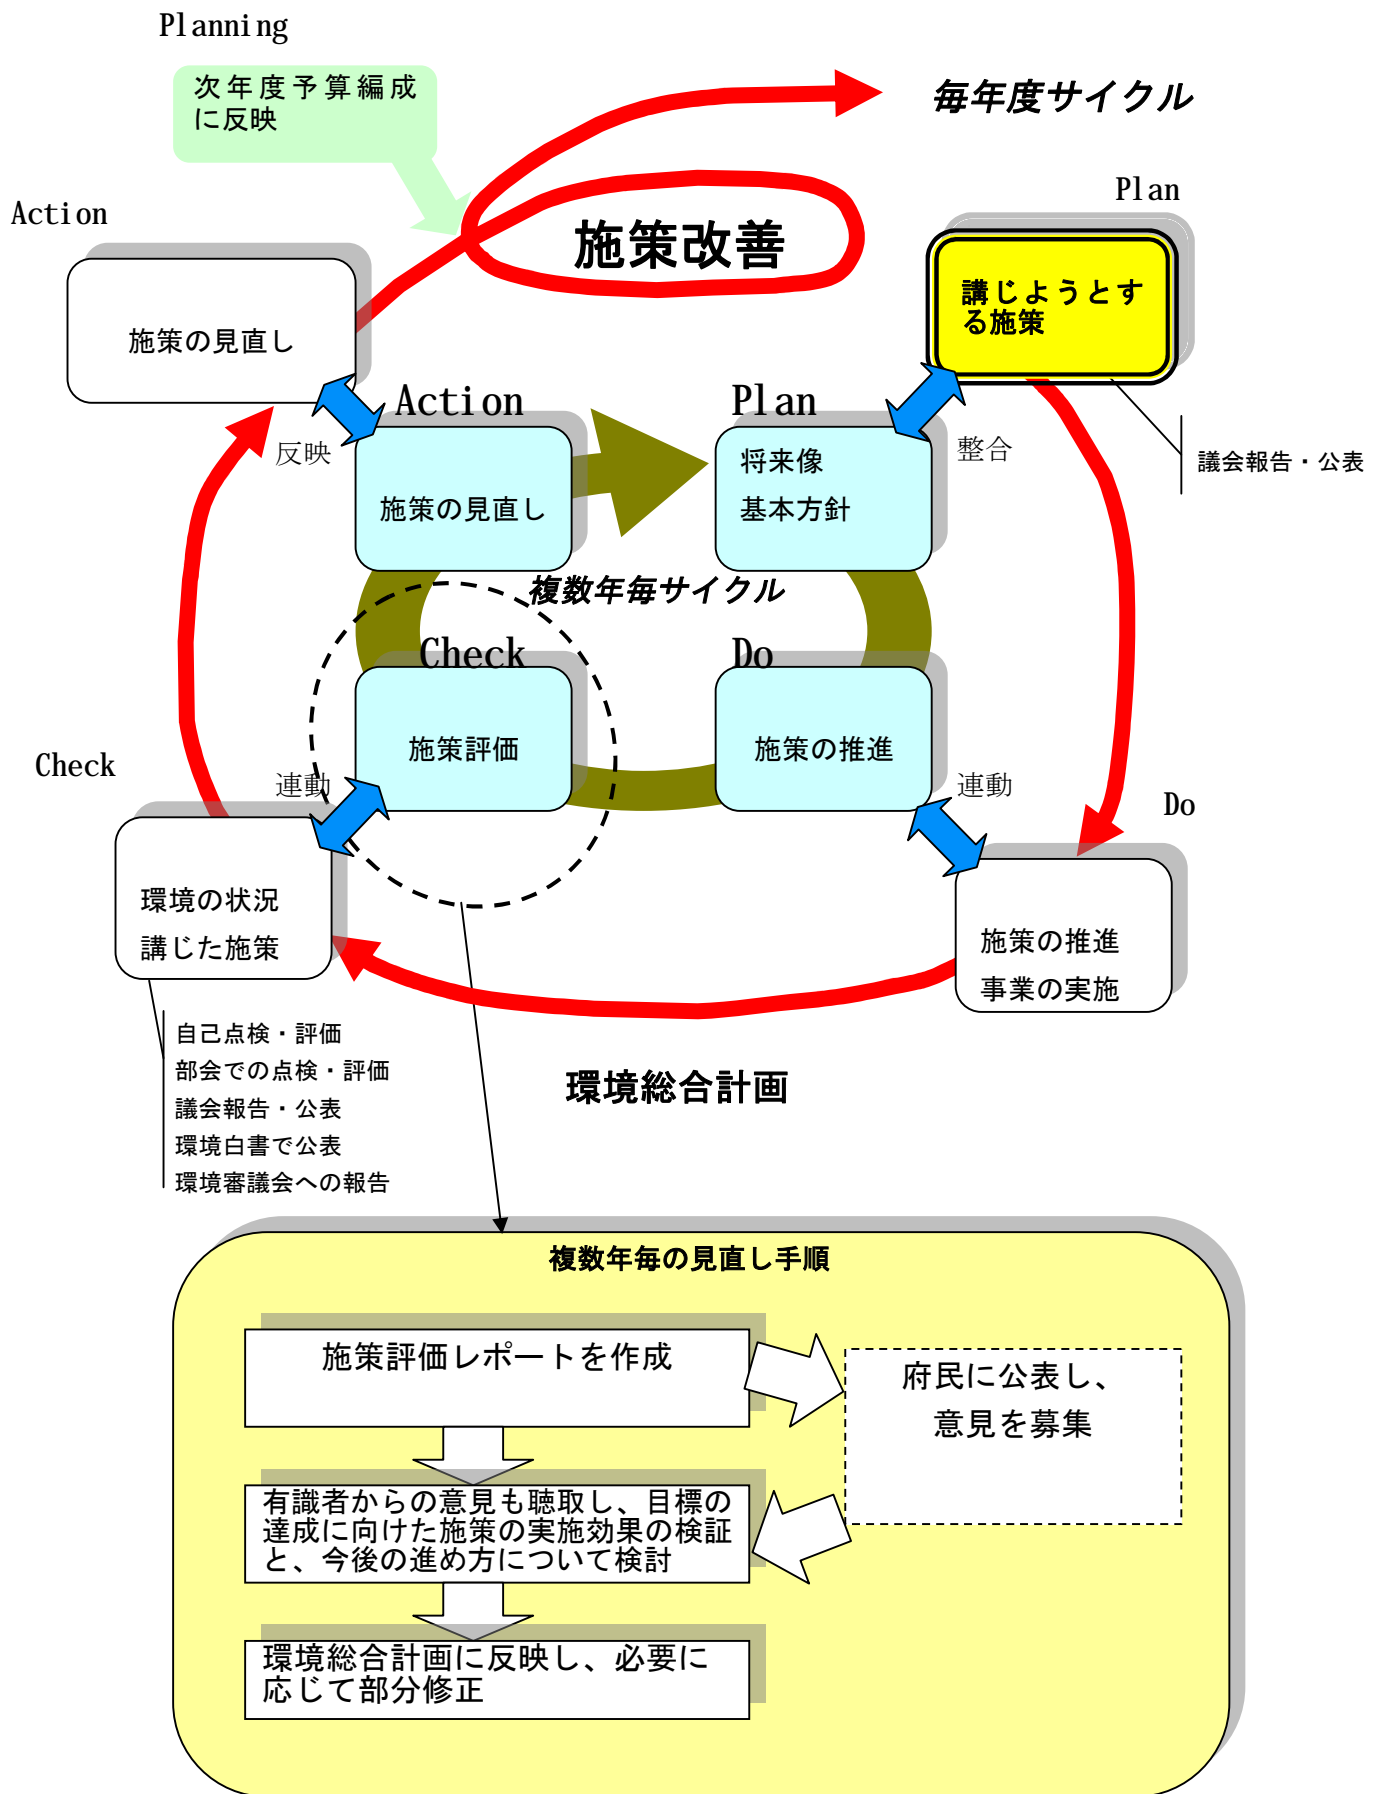 Planning
次年度予算編成
に反映
毎年度サイクル
Plan
Action
施策改善
講じようとす
る施策
施策の見直し
Action
Plan
反映
整合
議会報告・公表
施策の見直し
将来像
基本方針
複数年毎サイクル
Check
Do
施策評価
施策の推進
Check
連動
連動
Do
環境の状況
講じた施策
施策の推進
事業の実施
自己点検・評価
部会での点検・評価
議会報告・公表
環境白書で公表
環境審議会への報告
環境総合計画
複数年毎の見直し手順
施策評価レポートを作成
府民に公表し、
意見を募集
有識者からの意見も聴取し、目標の
達成に向けた施策の実施効果の検証
と、今後の進め方について検討
環境総合計画に反映し、必要に
応じて部分修正